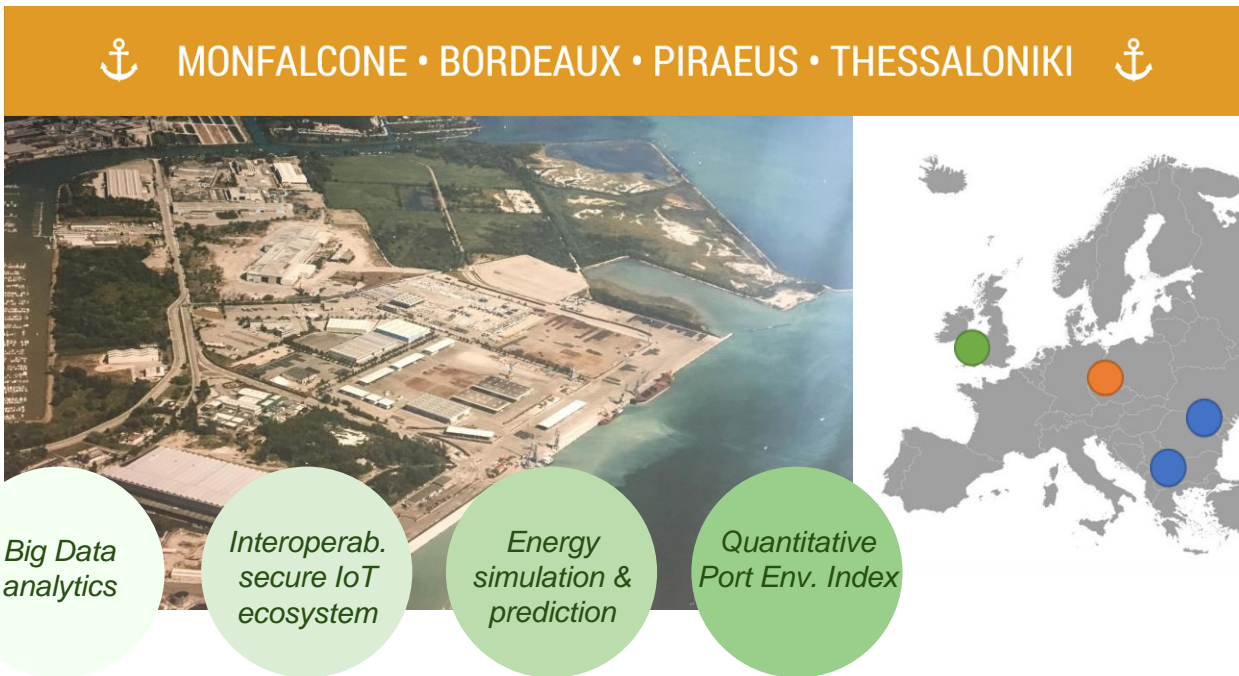 MONFALCONE • BORDEAUX • PIRAEUS • THESSALONIKI
Big Data
analytics
Interoperab.
secure IoT
ecosystem
Energy
simulation &
prediction
Quantitative
Port Env. Index